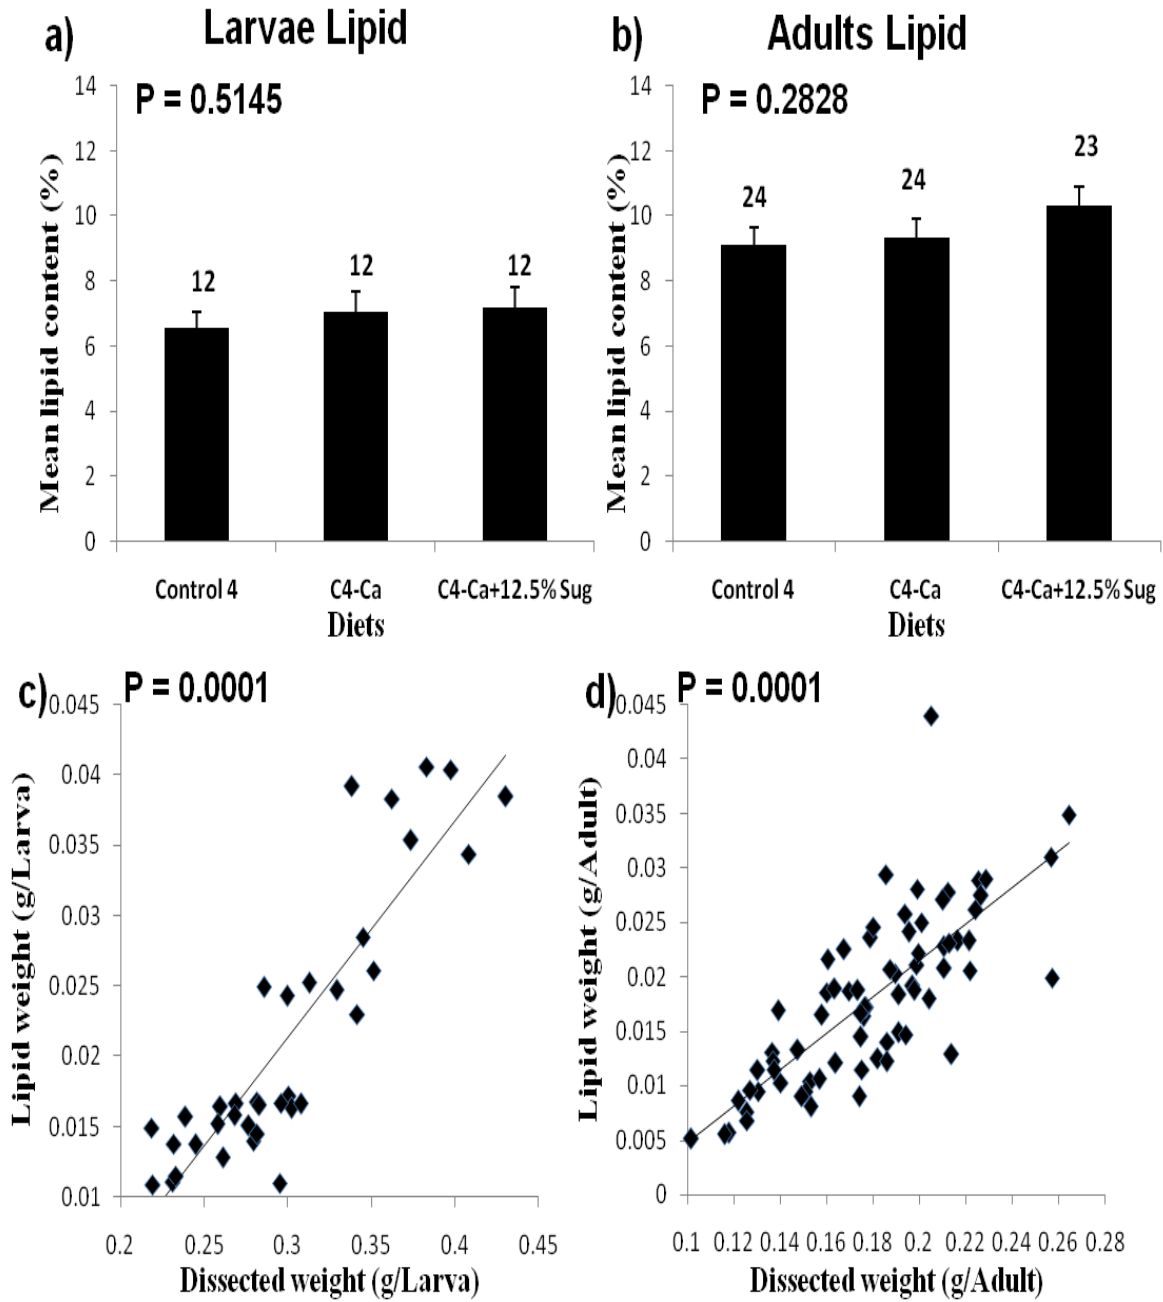 a) Larvae Lipid
P = 0.5145
Mean lipid content (%)
14
12
10
8
6
4
2
0
12
12
12
Control 4 C4-Ca C4-Ca+12.5% Sug
Diets
b) Adults Lipid
P = 0.2828
Mean lipid content (%)
14
12
10
8
6
4
2
0
24
24
23
Control 4 C4-Ca C4-Ca+12.5% Sug
Diets
c) P = 0.0001
Lipid weight (g/Larva)
0.045
0.04
0.035
0.03
0.025
0.02
0.015
0.01
0.2 0.25 0.3 0.35 0.4 0.45
Dissected weight (g/Larva)
d) P = 0.0001
Lipid weight (g/Adult)
0.045
0.04
0.035
0.03
0.025
0.02
0.015
0.01
0.005
0
0.1 0.12 0.14 0.16 0.18 0.2 0.22 0.24 0.26 0.28
Dissected weight (g/Adult)